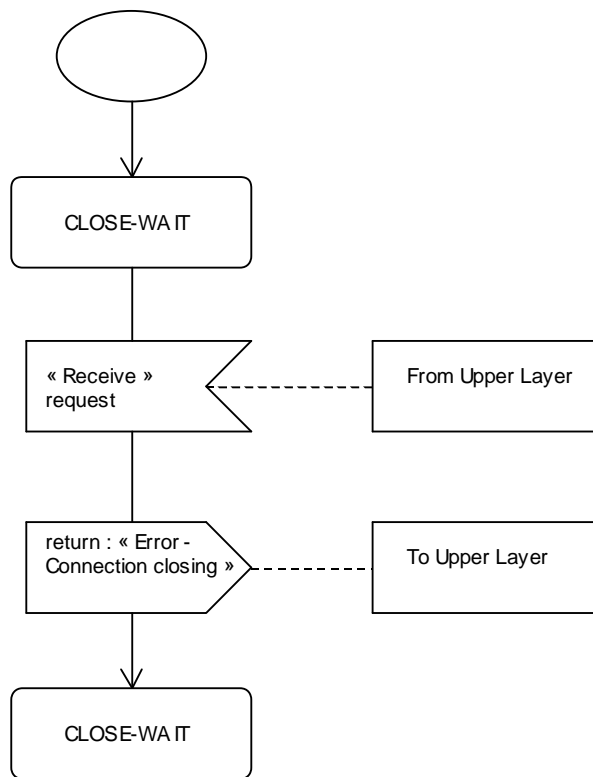 CLOSE-WAIT
« Receive »
request
From Upper Layer
return : « Error -
Connection closing »
To Upper Layer
CLOSE-WAIT